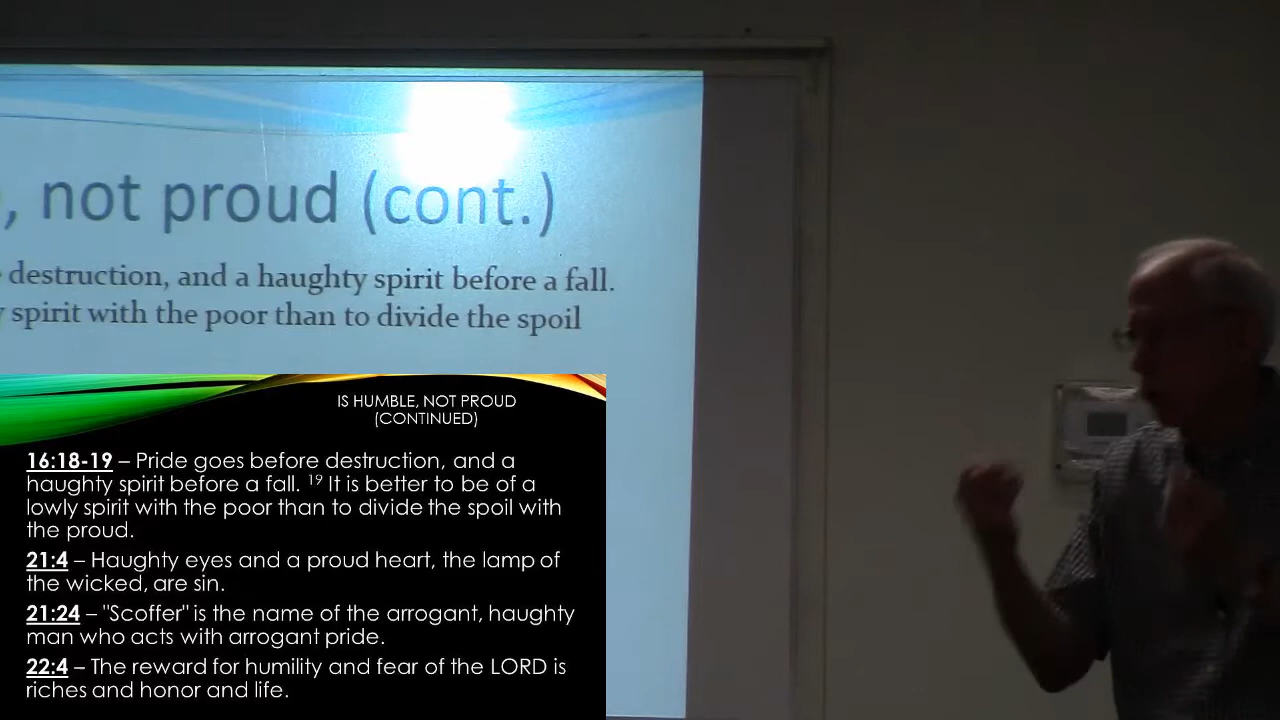 , not proud (cont.)
destruction, and a haughty spirit before a fall.
spirit with the poor than to divide the spoil
IS HUMBLE, NOT PROUD
(CONTINUED)
16:18-19 – Pride goes before destruction, and a
haughty spirit before a fall. 19 It is better to be of a
lowly spirit with the poor than to divide the spoil with
the proud.
21:4 – Haughty eyes and a proud heart, the lamp of
the wicked, are sin.
21:24 – "Scoffer" is the name of the arrogant, haughty
man who acts with arrogant pride.
22:4 – The reward for humility and fear of the LORD is
riches and honor and life.